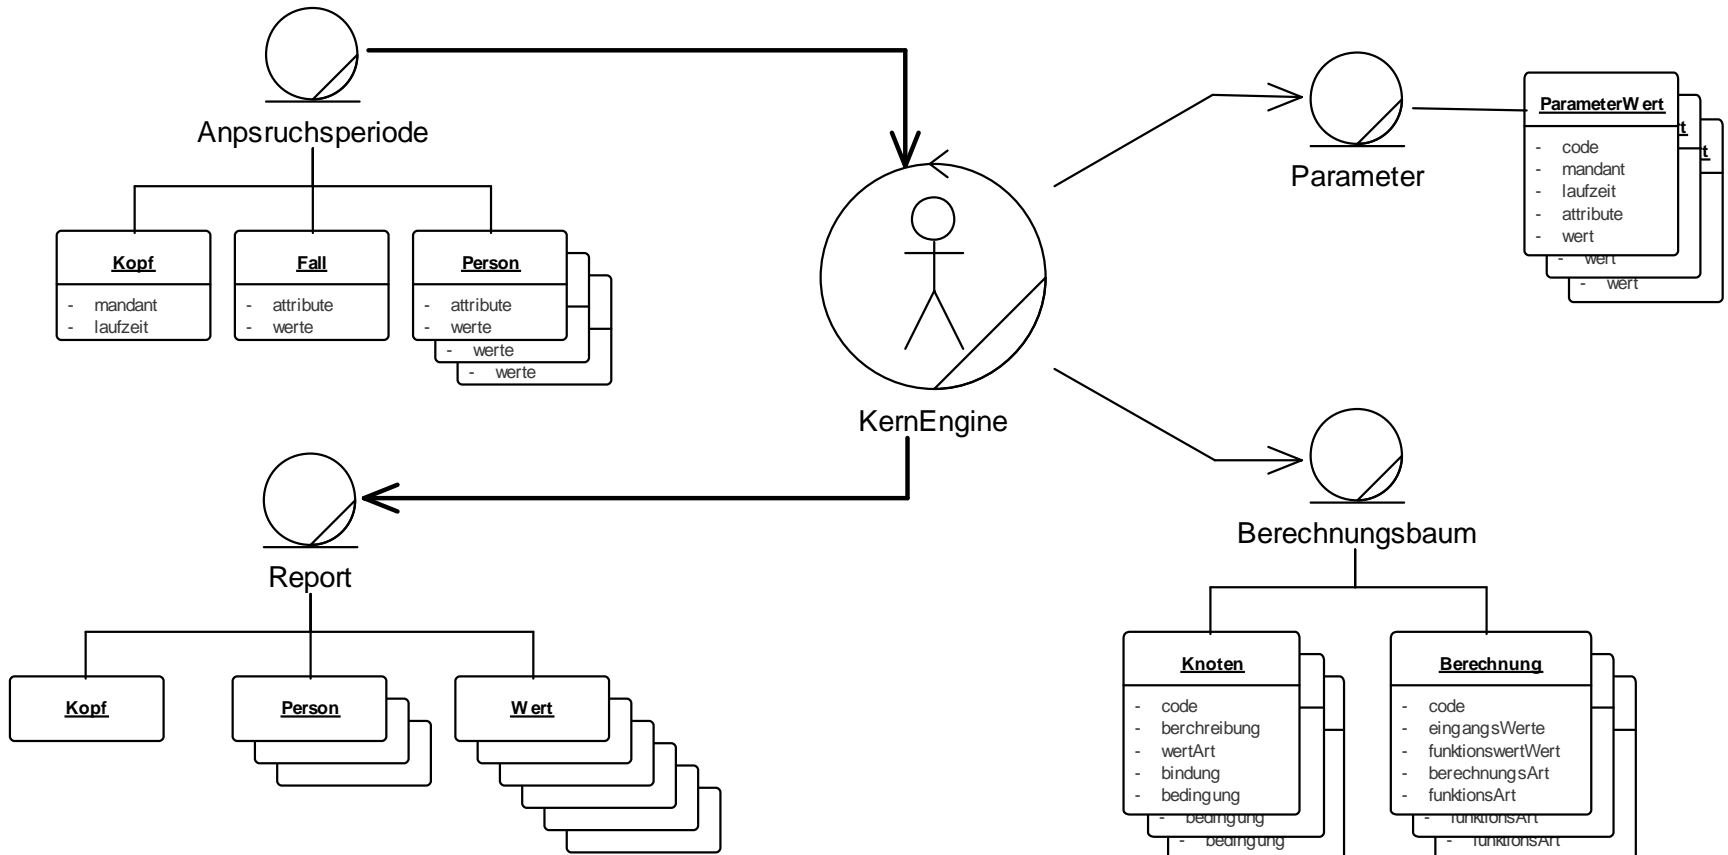 Anpsruchsperiode
Kopf
- mandant
- laufzeit
Fall
- attribute
- werte
Person
- attribute
- werte
- werte
- werte
KernEngine
Parameter
ParameterWert
t
t
- code
- mandant
- laufzeit
- attribute
- wert
- wert
- wert
Report
Kopf
Person
Wert
Berechnungsbaum
Knoten
- code
- berchreibung
- wertArt
- bindung
- bedingung
- bedingung
- bedingung
Berechnung
- code
- eingangsWerte
- funktionswertWert
- berechnungsArt
- funktionsArt
- funktionsArt
- funktionsArt